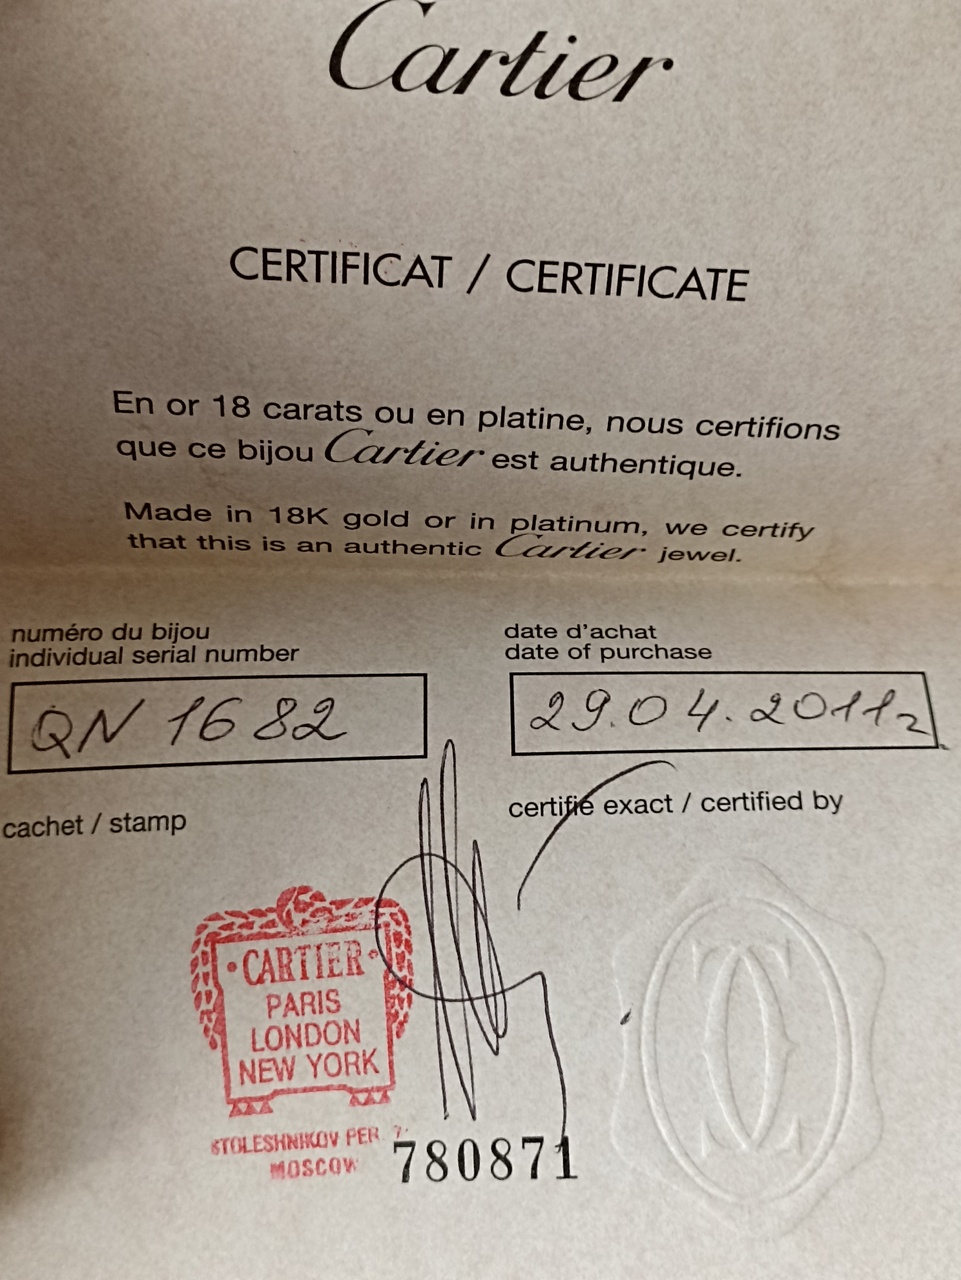 Cartier
CERTIFICAT / CERTIFICATE
En or 18 carats ou en platine, nous certifions
que ce bijou Cartier est authentique.
Made in 18K gold or in platinum, we certify
that this is an authentic Cartier jewel.
numéro du bijou
individual serial number
QN 1682
date d'achat
date of purchase
29.04.2011г.
cachet / stamp
certifié exact / certified by
CARTIER
PARIS
LONDON
NEW YORK
STOLESHNIKOV PER 7
MOSCOW
780871